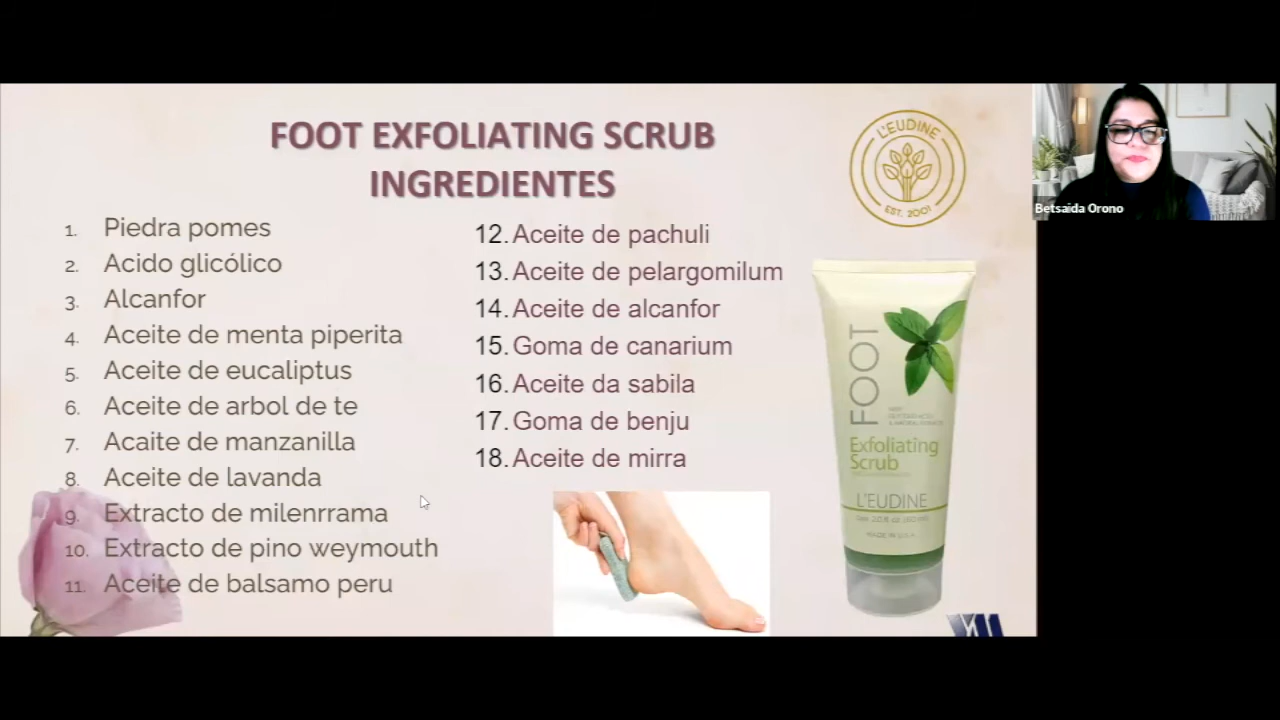 FOOT EXFOLIATING SCRUB
INGREDIENTES
1. Piedra pomes
2. Acido glicólico
3. Alcanfor
4. Aceite de menta piperita
5. Aceite de eucaliptus
6. Aceite de arbol de te
7. Acaite de manzanilla
8. Aceite de lavanda
9. Extracto de milenrrama
10. Extracto de pino weymouth
11. Aceite de balsamo peru
12. Aceite de pachuli
13. Aceite de pelargomilum
14. Aceite de alcanfor
15. Goma de canarium
16. Aceite da sabila
17. Goma de benju
18. Aceite de mirra
L'EUDINE
EST. 2001
FOOT
Exfoliating
Scrub
L'EUDINE
MADE IN U.S.A.
Betsaida Orono